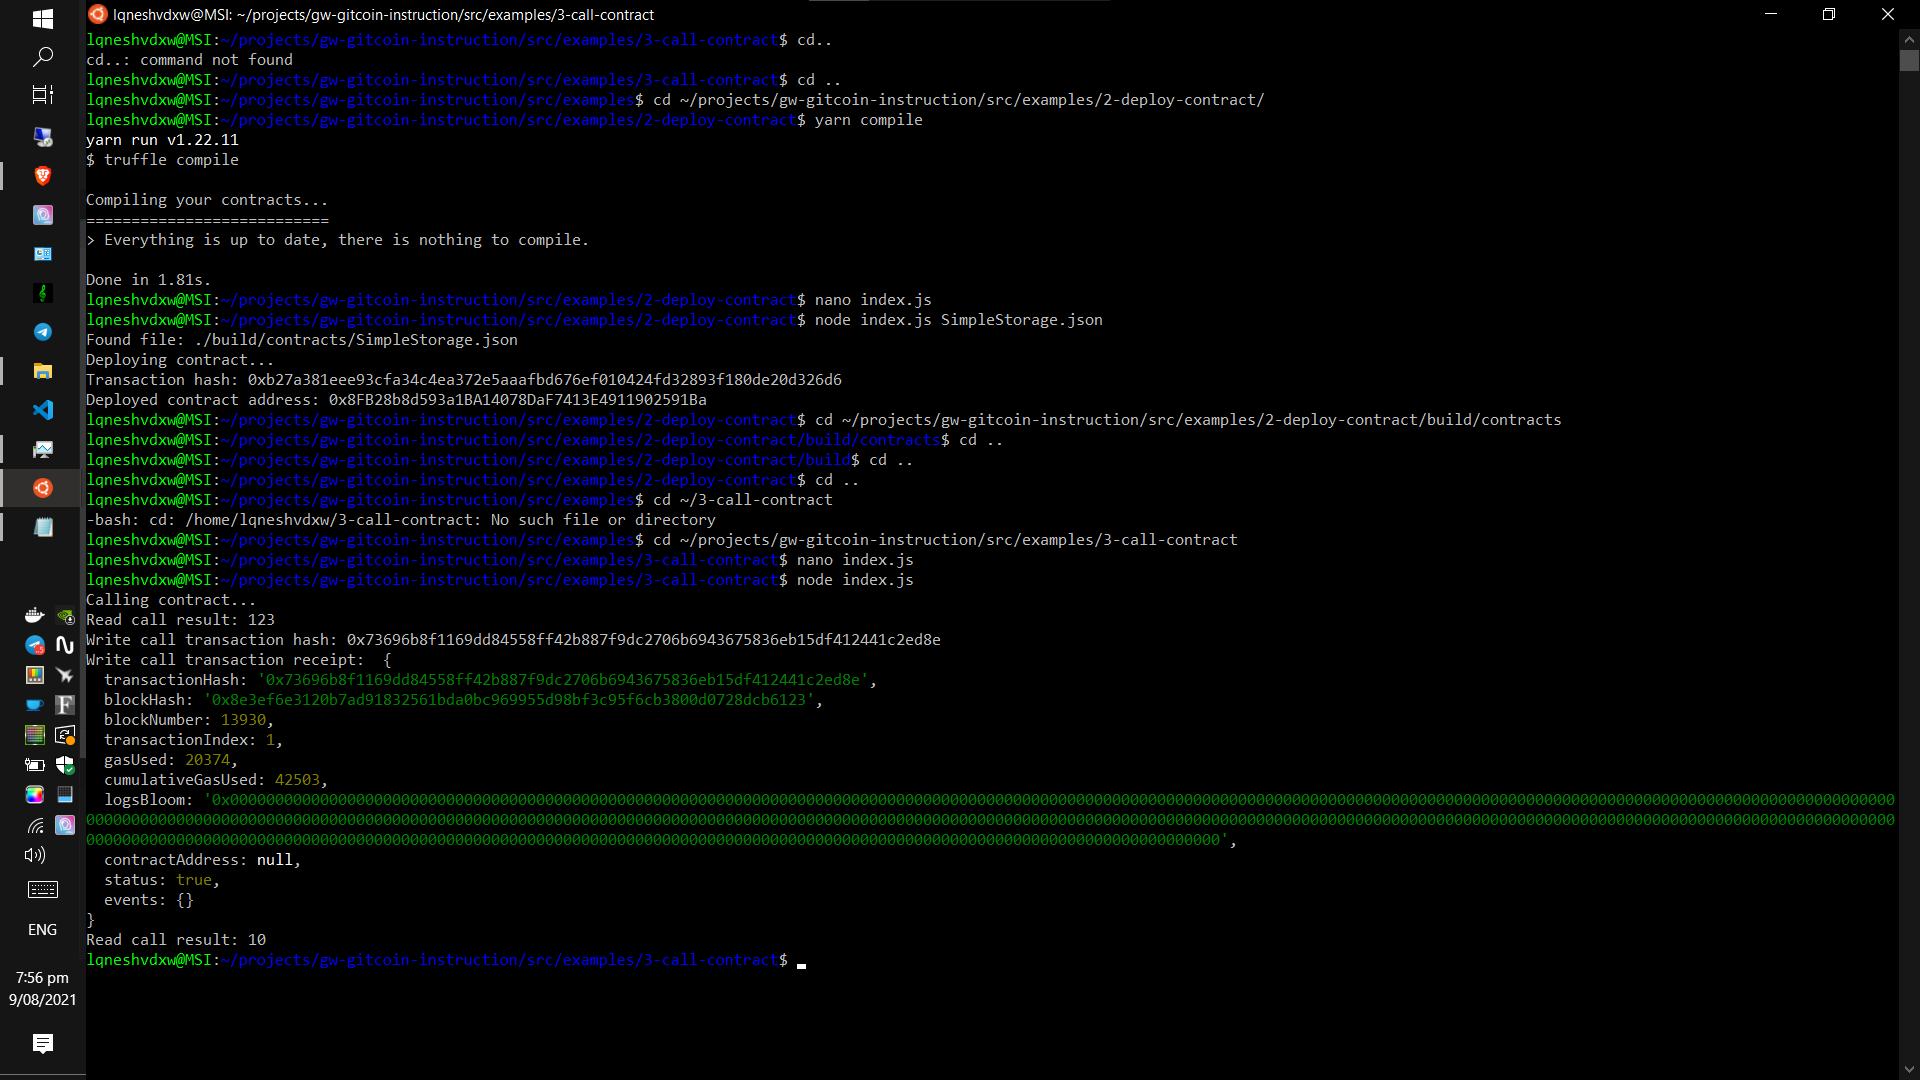 lqneshvdxw@MSI: ~/projects/gw-gitcoin-instruction/src/examples/3-call-contract
lqneshvdxw@MSI:~/projects/gw-gitcoin-instruction/src/examples/3-call-contract$ cd..
cd..: command not found
lqneshvdxw@MSI:~/projects/gw-gitcoin-instruction/src/examples/3-call-contract$ cd ..
lqneshvdxw@MSI:~/projects/gw-gitcoin-instruction/src/examples$ cd ~/projects/gw-gitcoin-instruction/src/examples/2-deploy-contract/
lqneshvdxw@MSI:~/projects/gw-gitcoin-instruction/src/examples/2-deploy-contract$ yarn compile
yarn run v1.22.11
$ truffle compile
Compiling your contracts...
===========================
> Everything is up to date, there is nothing to compile.
Done in 1.81s.
lqneshvdxw@MSI:~/projects/gw-gitcoin-instruction/src/examples/2-deploy-contract$ nano index.js
lqneshvdxw@MSI:~/projects/gw-gitcoin-instruction/src/examples/2-deploy-contract$ node index.js SimpleStorage.json
Found file: ./build/contracts/SimpleStorage.json
Deploying contract...
Transaction hash: 0xb27a381eee93cfa34c4ea372e5aaafbd676ef010424fd32893f180de20d326d6
Deployed contract address: 0x8FB28b8d593a1BA14078DaF7413E4911902591Ba
lqneshvdxw@MSI:~/projects/gw-gitcoin-instruction/src/examples/2-deploy-contract$ cd ~/projects/gw-gitcoin-instruction/src/examples/2-deploy-contract/build/contracts
lqneshvdxw@MSI:~/projects/gw-gitcoin-instruction/src/examples/2-deploy-contract/build/contracts$ cd ..
lqneshvdxw@MSI:~/projects/gw-gitcoin-instruction/src/examples/2-deploy-contract/build$ cd ..
lqneshvdxw@MSI:~/projects/gw-gitcoin-instruction/src/examples/2-deploy-contract$ cd ..
lqneshvdxw@MSI:~/projects/gw-gitcoin-instruction/src/examples$ cd ~/3-call-contract
-bash: cd: /home/lqneshvdxw/3-call-contract: No such file or directory
lqneshvdxw@MSI:~/projects/gw-gitcoin-instruction/src/examples$ cd ~/projects/gw-gitcoin-instruction/src/examples/3-call-contract
lqneshvdxw@MSI:~/projects/gw-gitcoin-instruction/src/examples/3-call-contract$ nano index.js
lqneshvdxw@MSI:~/projects/gw-gitcoin-instruction/src/examples/3-call-contract$ node index.js
Calling contract...
Read call result: 123
Write call transaction hash: 0x73696b8f1169dd84558ff42b887f9dc2706b6943675836eb15df412441c2ed8e
Write call transaction receipt:  {
transactionHash: '0x73696b8f1169dd84558ff42b887f9dc2706b6943675836eb15df412441c2ed8e',
blockHash: '0x8e3ef6e3120b7ad91832561bda0bc969955d98bf3c95f6cb3800d0728dcb6123',
blockNumber: 13930,
transactionIndex: 1,
gasUsed: 20374,
cumulativeGasUsed: 42503,
logsBloom:
contractAddress: null,
status: true,
events: {}
}
Read call result: 10
lqneshvdxw@MSI:~/projects/gw-gitcoin-instruction/src/examples/3-call-contract$
ENG
7:56 pm
9/08/2021